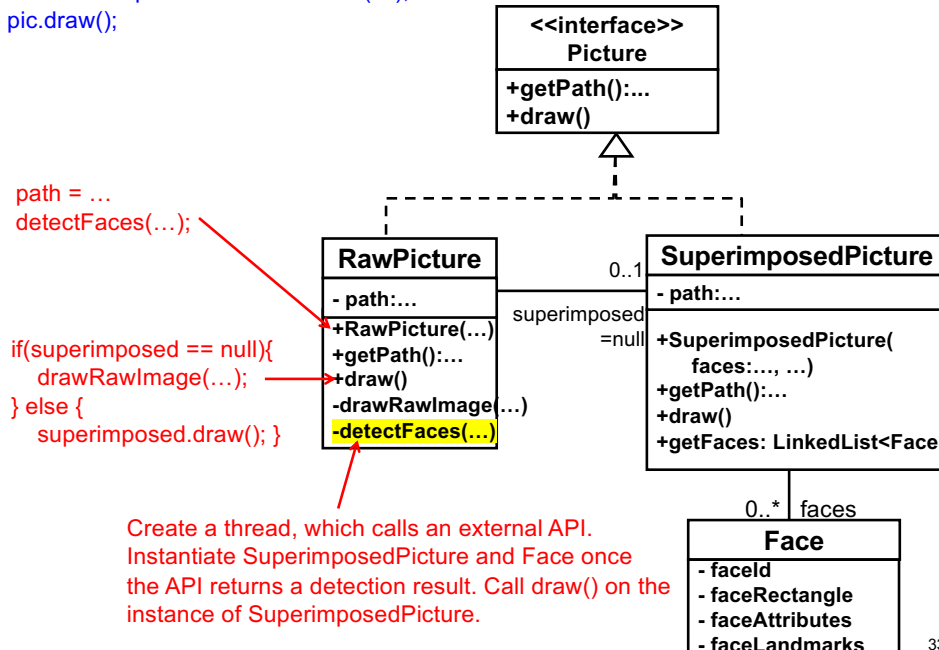 pic.draw();
<<interface>>
Picture
+getPath():...
+draw()
path = …
detectFaces(…);
RawPicture
- path:…
+RawPicture(…)
+getPath():…
+draw()
-drawRawImage(…)
-detectFaces(…)
if(superimposed == null){
drawRawImage(…);
} else {
superimposed.draw(); }
0..1
superimposed
=null
SuperimposedPicture
- path:…
+SuperimposedPicture(
faces:…, …)
+getPath():…
+draw()
+getFaces: LinkedList<Face
0..* faces
Face
- faceId
- faceRectangle
- faceAttributes
- faceLandmarks
Create a thread, which calls an external API.
Instantiate SuperimposedPicture and Face once
the API returns a detection result. Call draw() on the
instance of SuperimposedPicture.
33